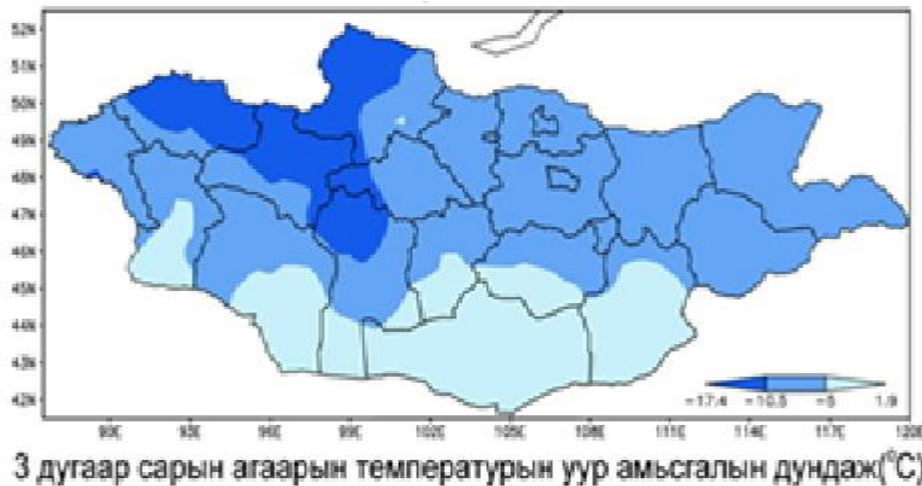 52N
51N
50N
49N
48N
47N
46N
45N
44N
43N
42N
-17.4 -10.5 -5 1.9
90E 93E 96E 99E 102E 105E 108E 111E 114E 117E 120E
3 дугаар сарын агаарын температурын уур амьсгалын дундаж(°C)